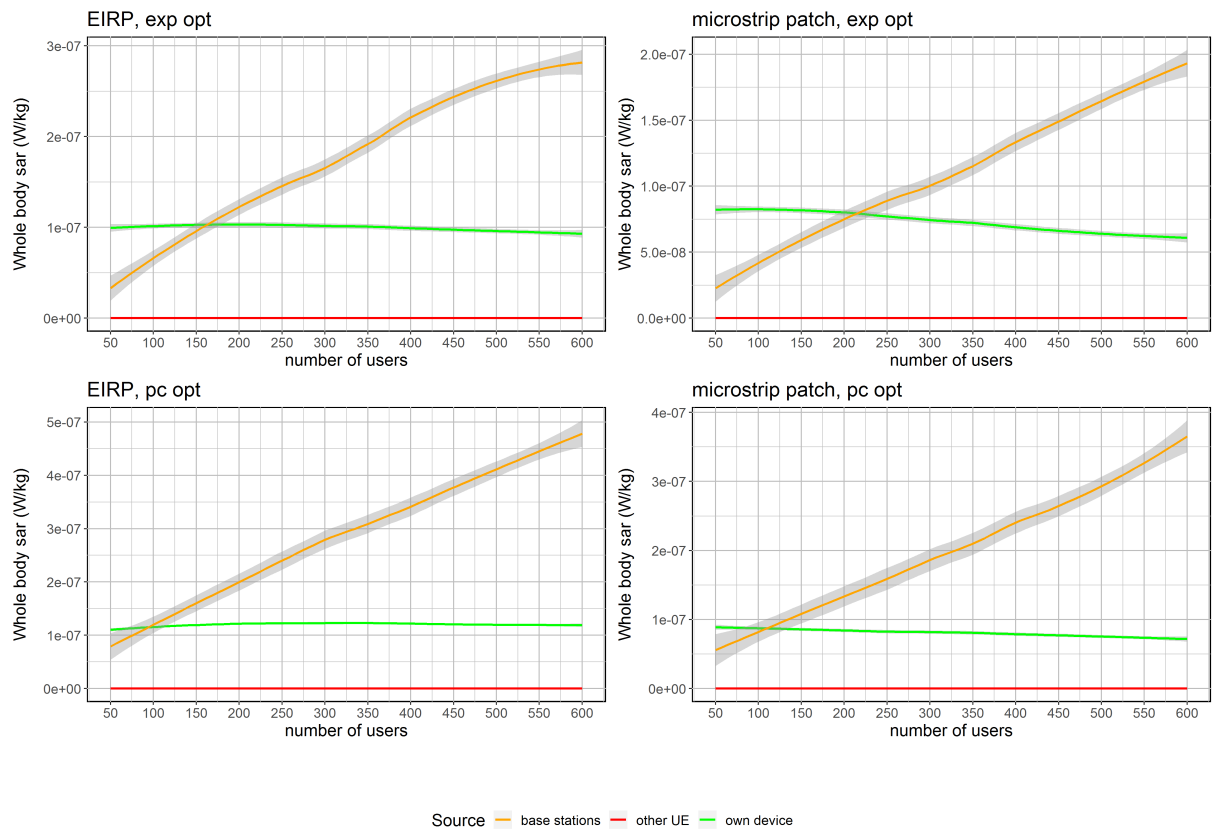 EIRP, exp opt
Whole body sar (W/kg)
3e-07
2e-07
1e-07
0e+00
50 100 150 200 250 300 350 400 450 500 550 600
number of users
microstrip patch, exp opt
Whole body sar (W/kg)
2.0e-07
1.5e-07
1.0e-07
5.0e-08
0.0e+00
50 100 150 200 250 300 350 400 450 500 550 600
number of users
EIRP, pc opt
Whole body sar (W/kg)
5e-07
4e-07
3e-07
2e-07
1e-07
0e+00
50 100 150 200 250 300 350 400 450 500 550 600
number of users
microstrip patch, pc opt
Whole body sar (W/kg)
4e-07
3e-07
2e-07
1e-07
0e+00
50 100 150 200 250 300 350 400 450 500 550 600
number of users
Source base stations other UE own device